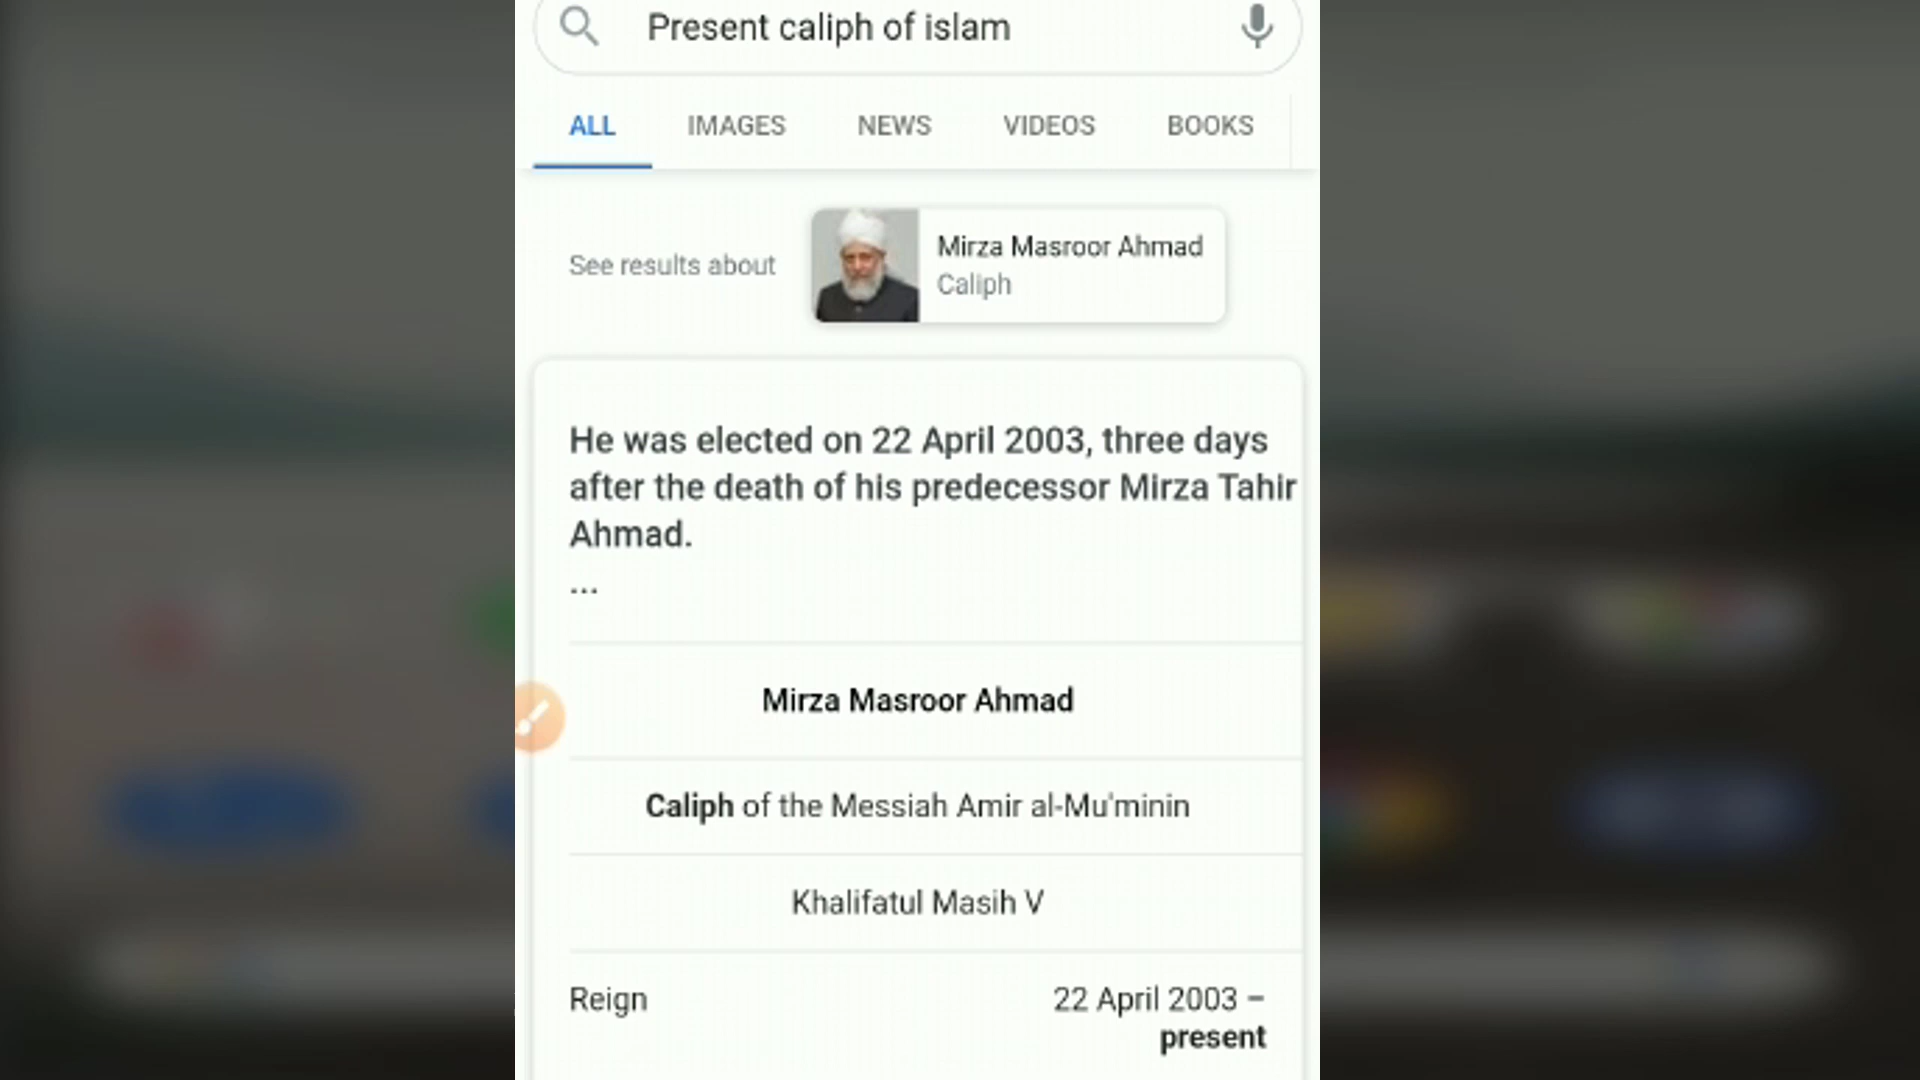 Present caliph of islam
ALL IMAGES NEWS VIDEOS BOOKS
See results about
Mirza Masroor Ahmad
Caliph
He was elected on 22 April 2003, three days
after the death of his predecessor Mirza Tahir
Ahmad.
...
Mirza Masroor Ahmad
Caliph of the Messiah Amir al-Mu'minin
Khalifatul Masih V
Reign 22 April 2003 –
present